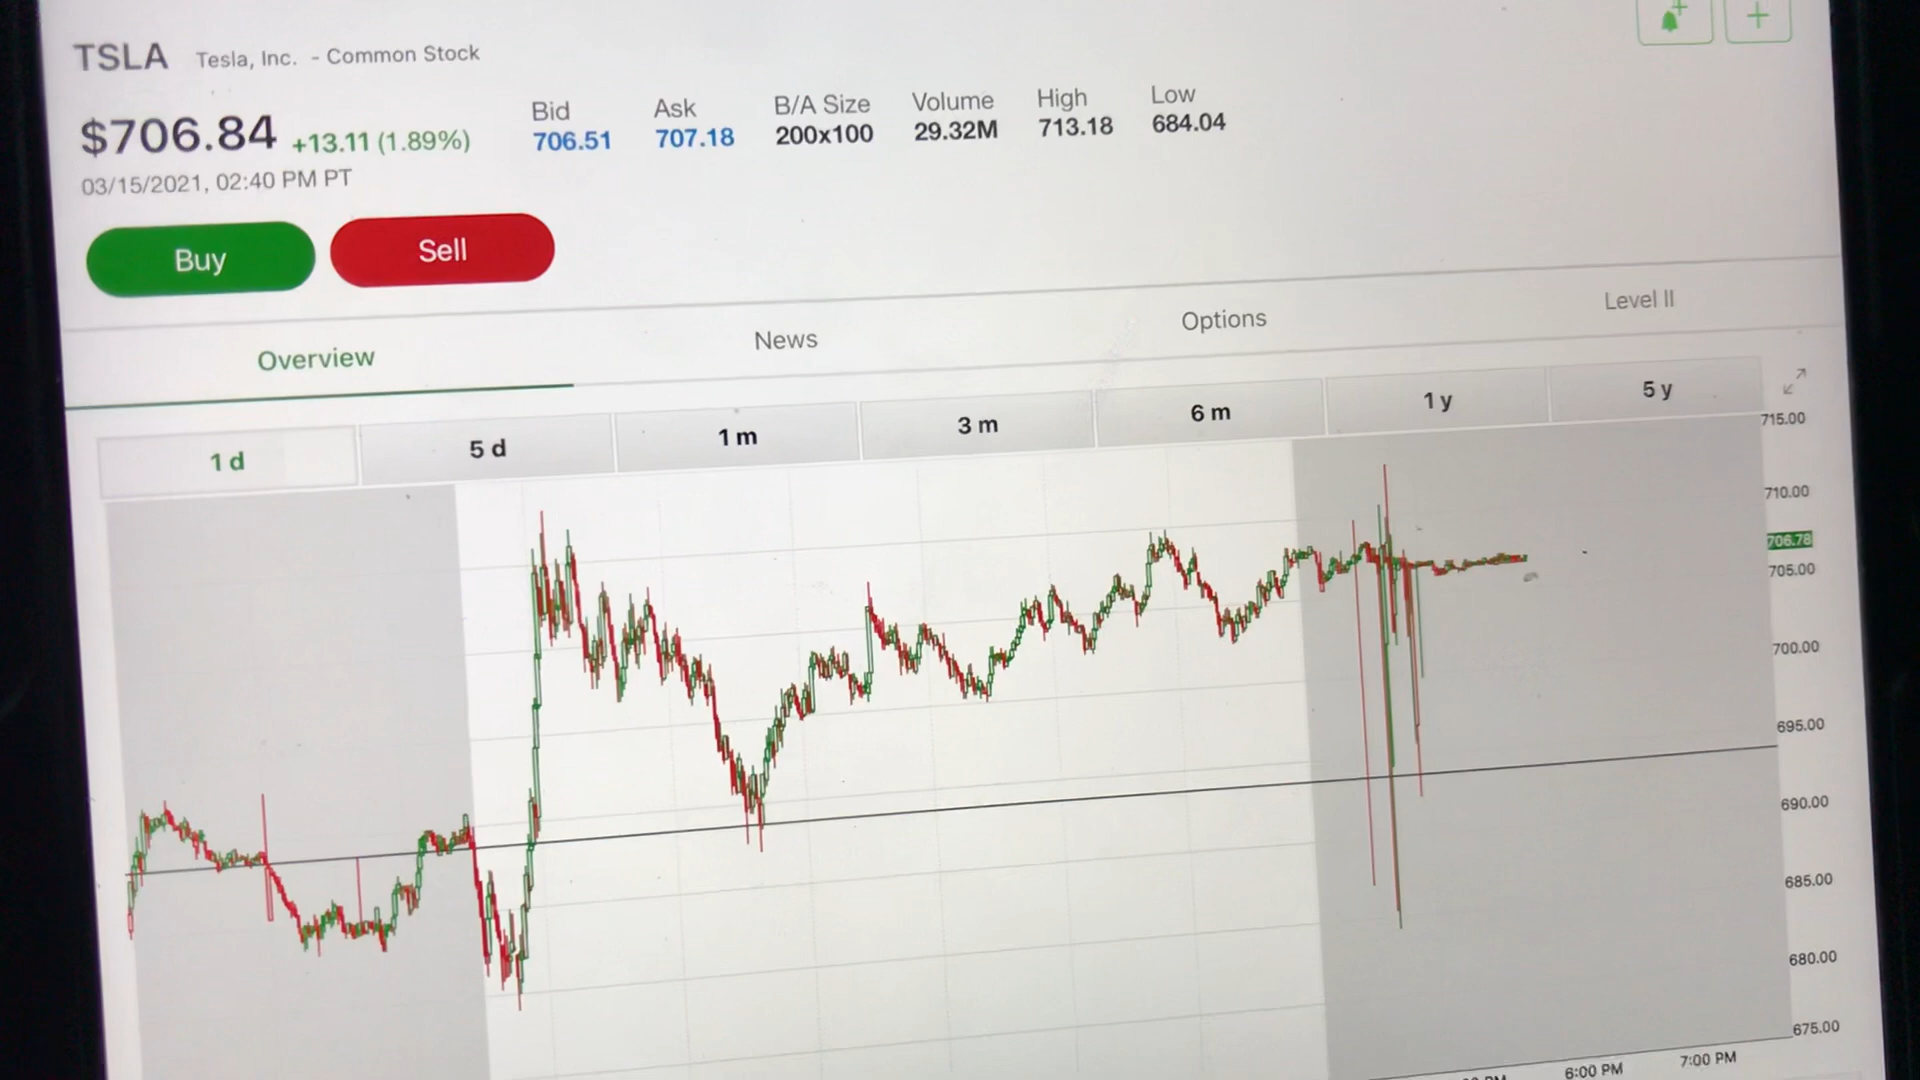 TSLA Tesla, Inc. - Common Stock
$706.84 +13.11 (1.89%)
03/15/2021, 02:40 PM PT
Bid Ask B/A Size Volume High Low
706.51 707.18 200x100 29.32M 713.18 684.04
Buy Sell
Overview News Options Level II
1 d 5 d 1 m 3 m 6 m 1 y 5 y
715.00
710.00
706.78
705.00
700.00
695.00
690.00
685.00
680.00
675.00
6:00 PM 7:00 PM